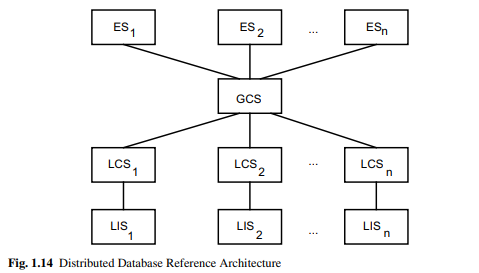 ES1 ES2 ... ESn
GCS
LCS1 LCS2 ... LCSn
LIS1 LIS2 ... LISn
Fig. 1.14 Distributed Database Reference Architecture